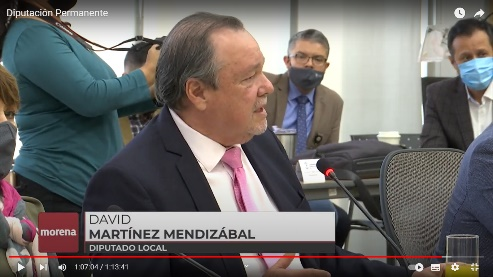 Diputación Permanente
DAVID
MARTÍNEZ MENDIZÁBAL
morena
DIPUTADO LOCAL
1:07:04 / 1:13:41